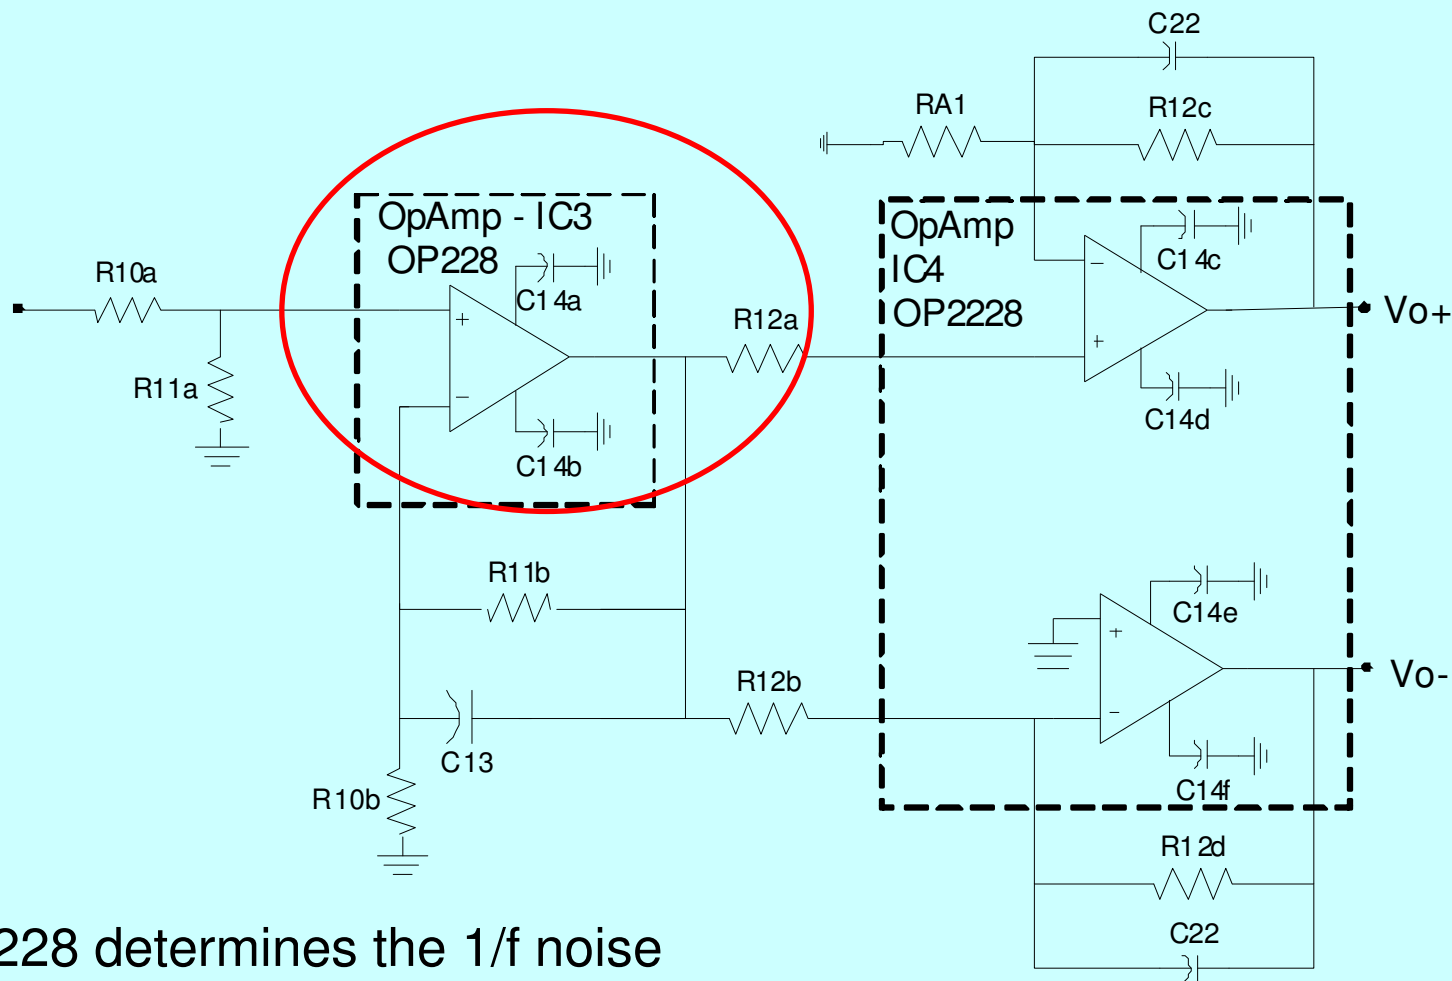 C22
RA1
R12c
OpAmp - IC3
OP228
OpAmp
IC4
OP2228
C14c
R10a
C14a
R12a
Vo+
+
−
−
+
R11a
C14d
C14b
R11b
C14e
+
−
R12b
Vo-
C13
C14f
R10b
R12d
C22
228 determines the 1/f noise